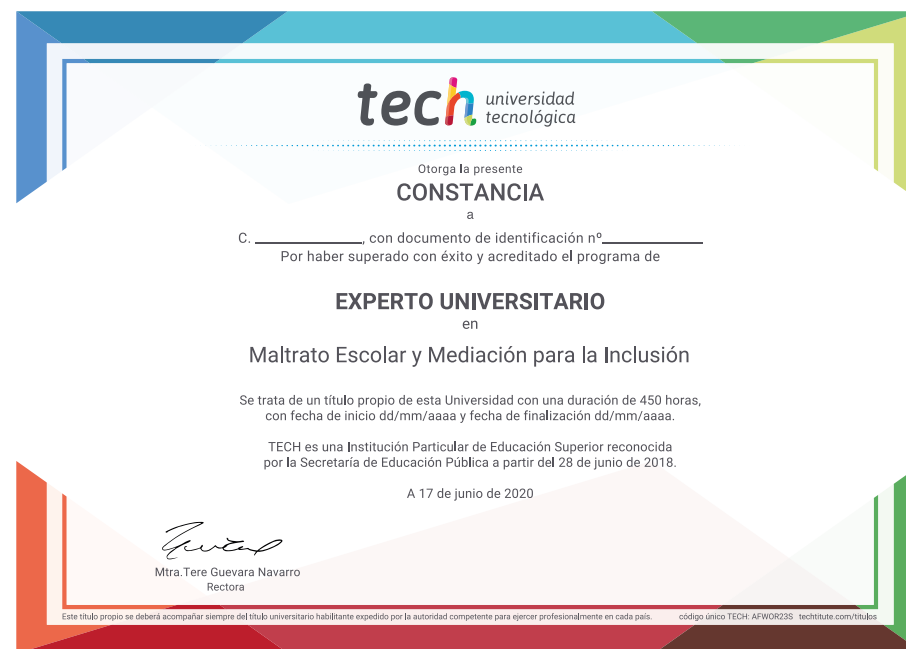 tech universidad
tecnológica
Otorga la presente
CONSTANCIA
a
C. ______________, con documento de identificación nº______________
Por haber superado con éxito y acreditado el programa de
EXPERTO UNIVERSITARIO
en
Maltrato Escolar y Mediación para la Inclusión
Se trata de un título propio de esta Universidad con una duración de 450 horas,
con fecha de inicio dd/mm/aaaa y fecha de finalización dd/mm/aaaa.
TECH es una Institución Particular de Educación Superior reconocida
por la Secretaría de Educación Pública a partir del 28 de junio de 2018.
A 17 de junio de 2020
Mtra.Tere Guevara Navarro
Rectora
Este título propio se deberá acompañar siempre del título universitario habilitante expedido por la autoridad competente para ejercer profesionalmente en cada país. código único TECH: AFWOR23S techtitute.com/titulos